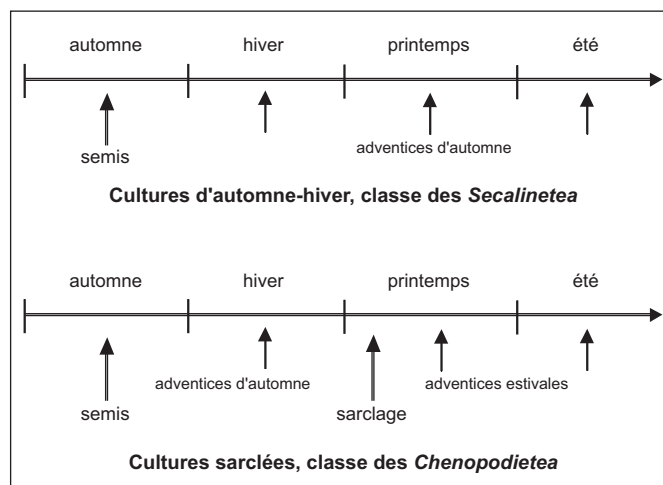 automne hiver printemps été
adventices d'automne
semis
Cultures d'automne-hiver, classe des Secalinetea
automne hiver printemps été
adventices d'automne adventices estivales
semis sarclage
Cultures sarclées, classe des Chenopodietea